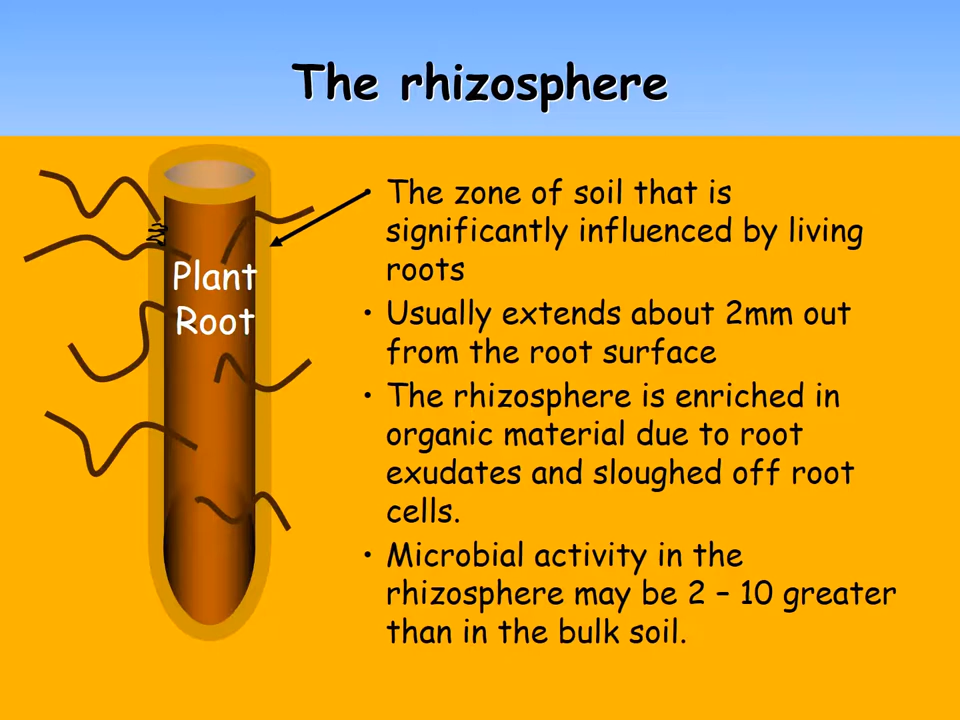 The rhizosphere
Plant
Root
• The zone of soil that is
significantly influenced by living
roots
• Usually extends about 2mm out
from the root surface
• The rhizosphere is enriched in
organic material due to root
exudates and sloughed off root
cells.
• Microbial activity in the
rhizosphere may be 2 – 10 greater
than in the bulk soil.